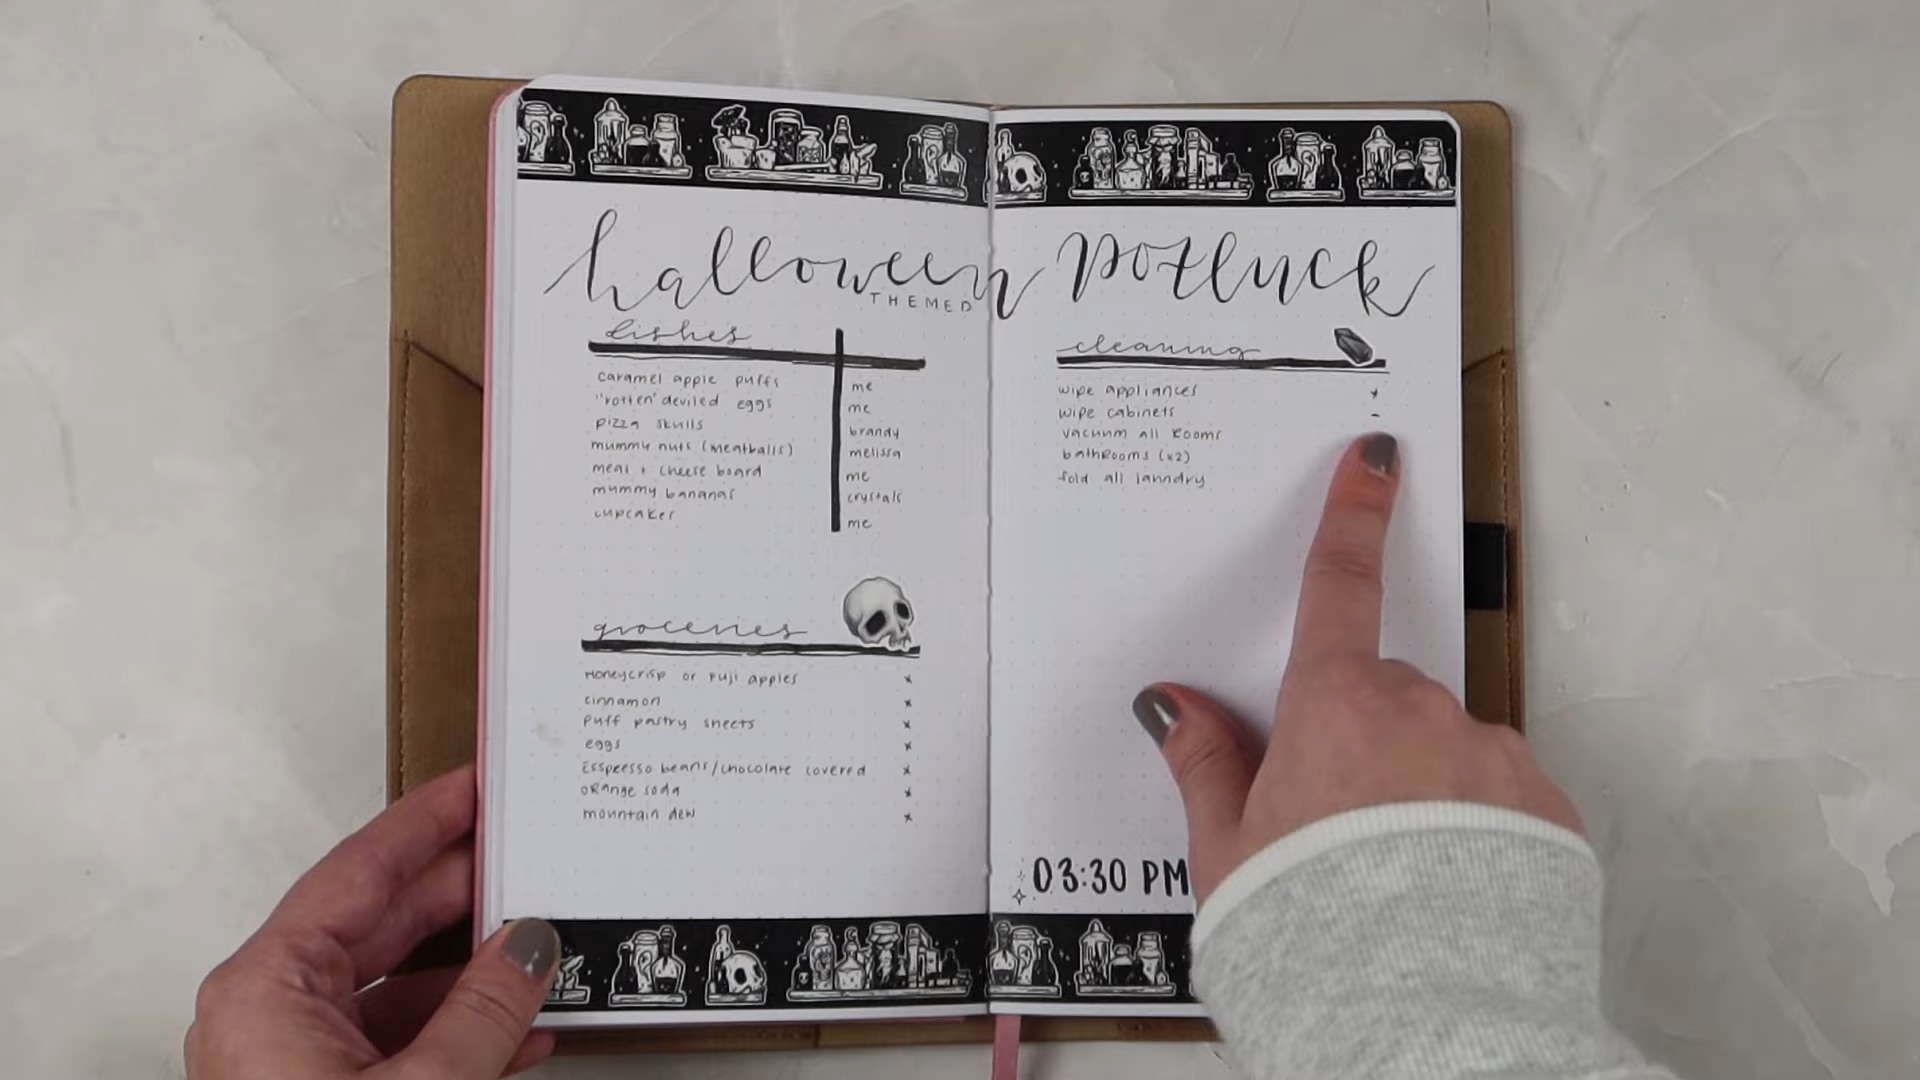 halloween potluck
THEMED
dishes
caramel apple puffs me
"rotten" deviled eggs me
pizza skulls brandy
mummy nuts (meatballs) melissa
meat + cheese board me
mummy bananas crystals
cupcakes me
groceries
Honeycrisp or Fuji apples x
cinnamon x
puff pastry sheets x
eggs x
Esspresso beans/chocolate covered x
orange soda x
mountain dew x
cleaning
wipe appliances x
wipe cabinets -
vacuum all rooms
bathrooms (x2)
fold all laundry
03:30 PM